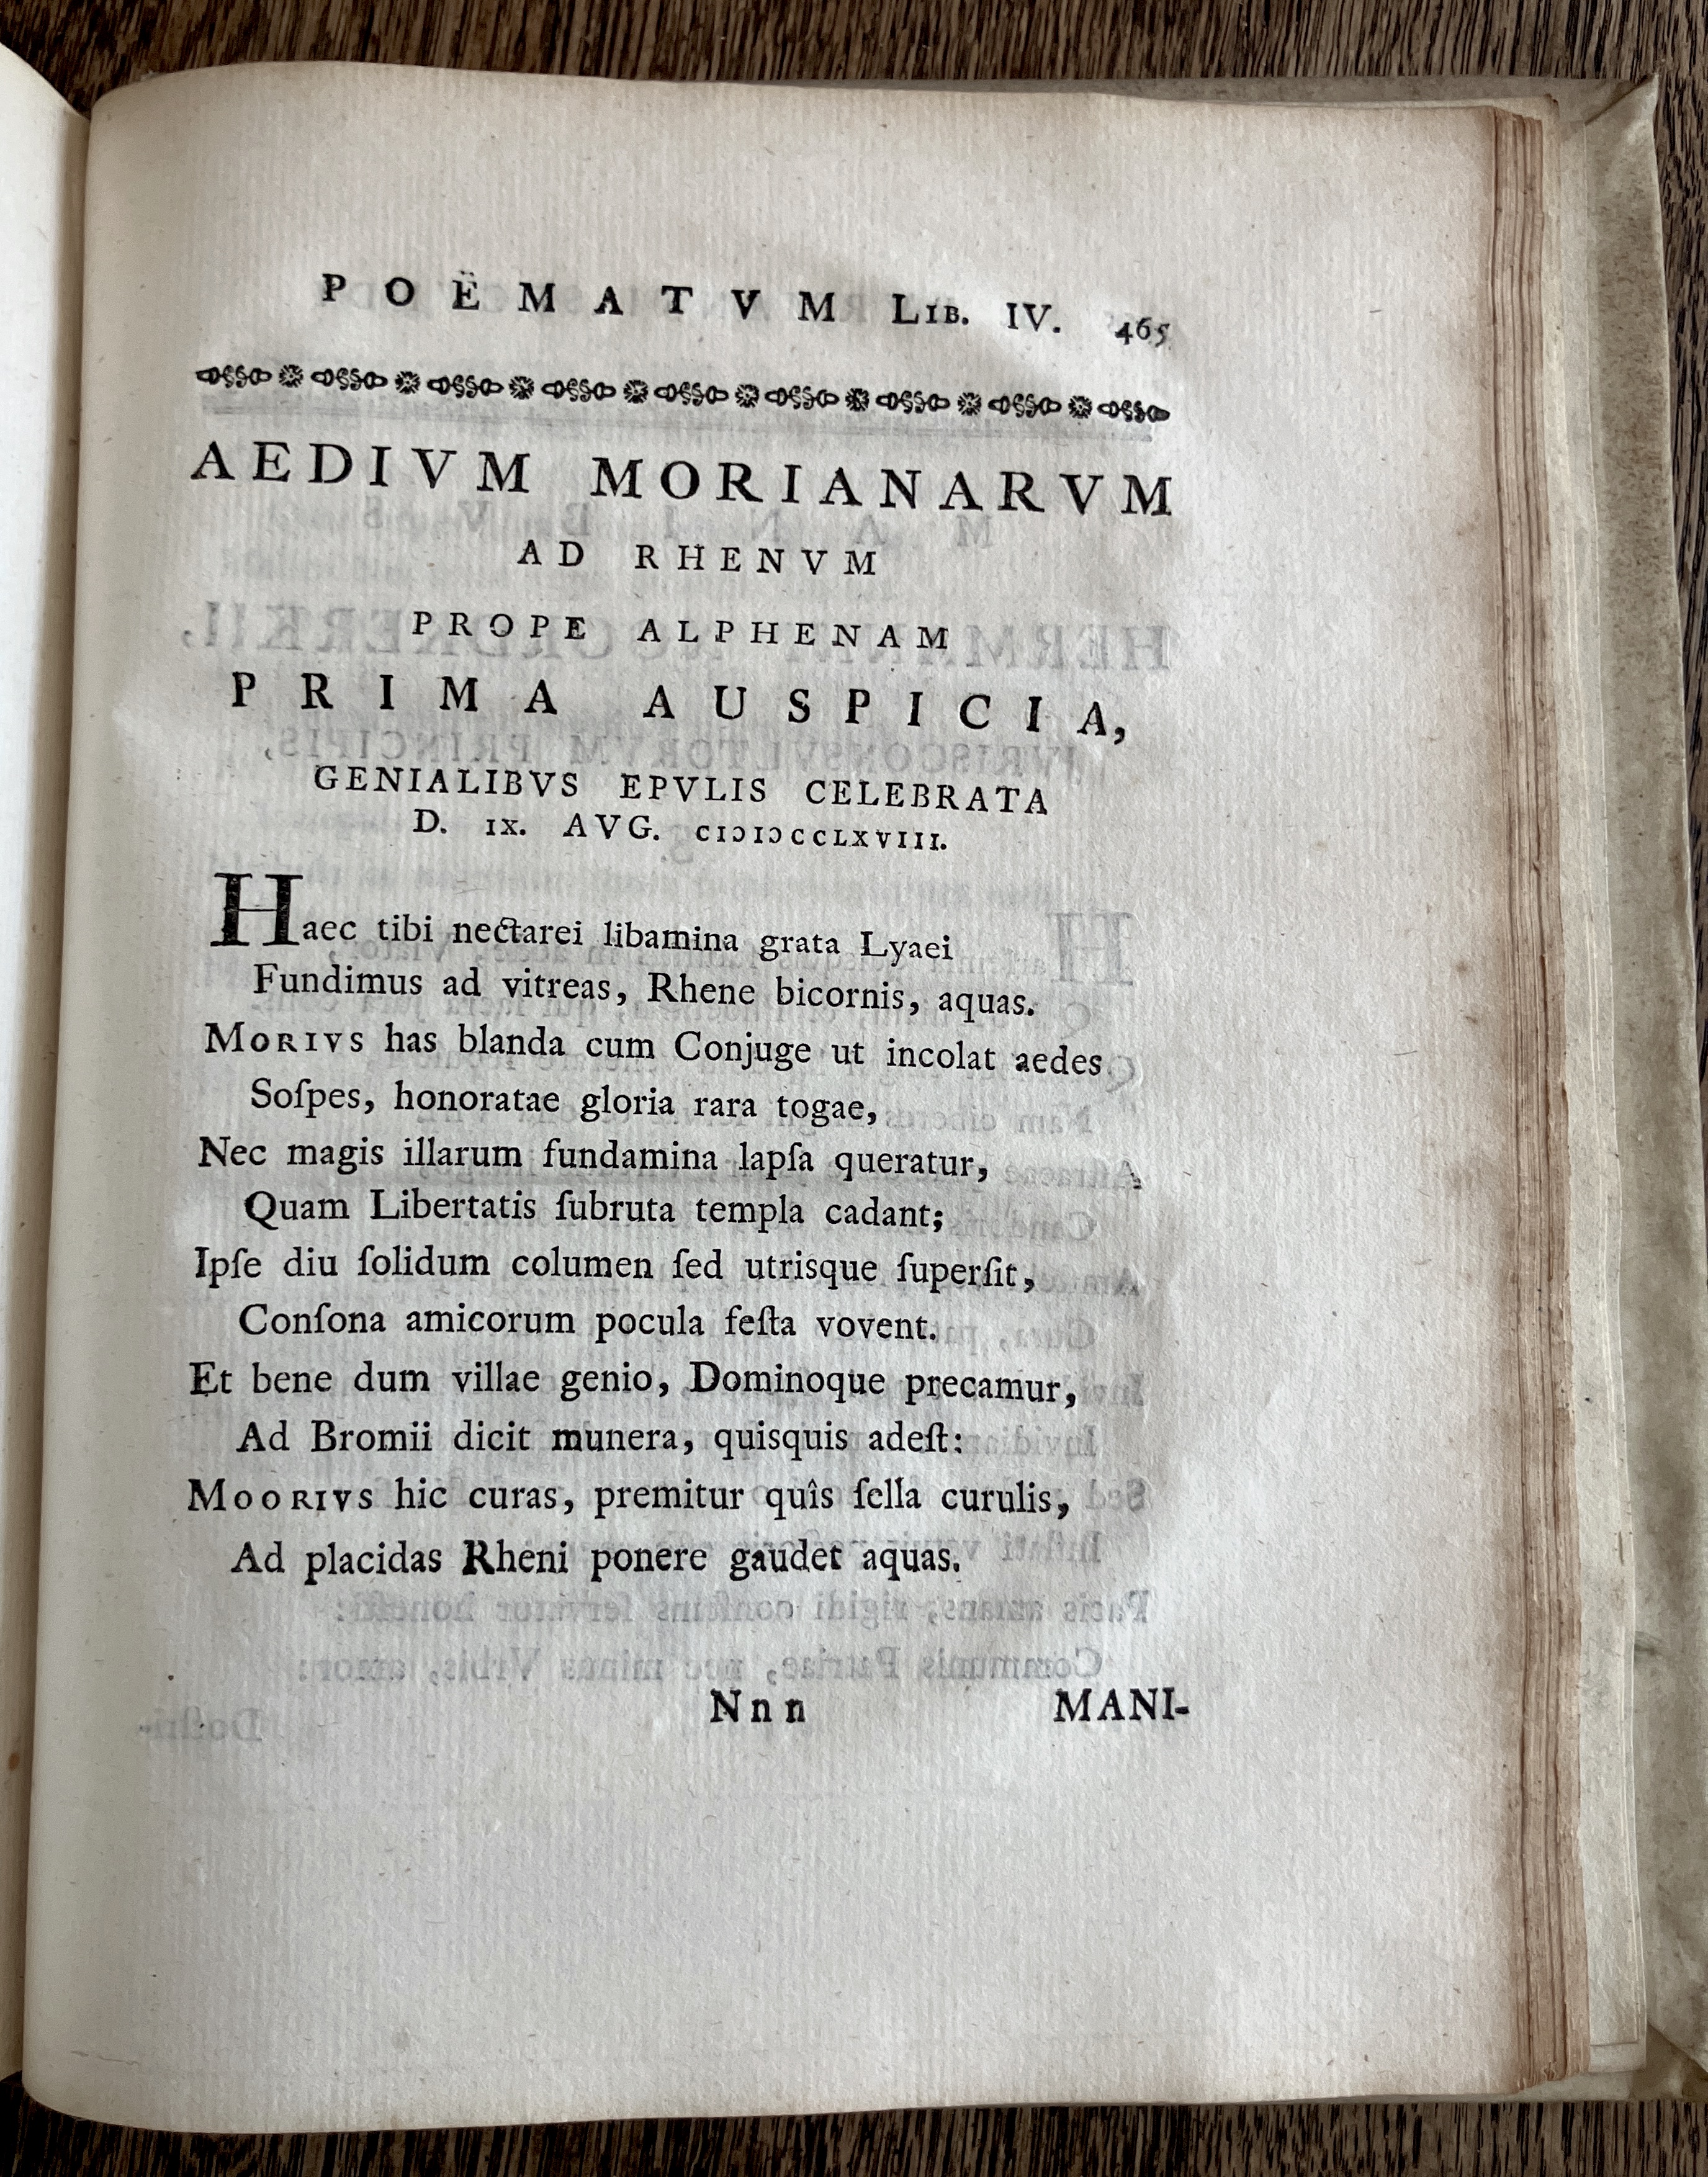 POËMATVM LIB. IV. 465
AEDIVM MORIANARVM
AD RHENVM
PROPE ALPHENAM
PRIMA AUSPICIA,
GENIALIBVS EPVLIS CELEBRATA
D. IX. AVG. CIↃIↃCCLXVIII.
Haec tibi nectarei libamina grata Lyaei
Fundimus ad vitreas, Rhene bicornis, aquas.
MORIVS has blanda cum Conjuge ut incolat aedes
Soſpes, honoratae gloria rara togae,
Nec magis illarum fundamina lapſa queratur,
Quam Libertatis ſubruta templa cadant;
Ipſe diu ſolidum columen ſed utrisque ſuperſit,
Conſona amicorum pocula feſta vovent.
Et bene dum villae genio, Dominoque precamur,
Ad Bromii dicit munera, quisquis adeſt:
MOORIVS hic curas, premitur quîs ſella curulis,
Ad placidas Rheni ponere gaudet aquas.
Nnn MANI-